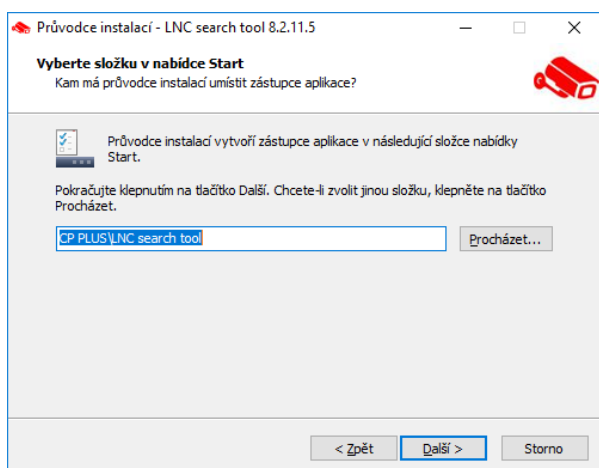 Průvodce instalací - LNC search tool 8.2.11.5
Vyberte složku v nabídce Start
Kam má průvodce instalací umístit zástupce aplikace?
Průvodce instalací vytvoří zástupce aplikace v následující složce nabídky
Start.
Pokračujte klepnutím na tlačítko Další. Chcete-li zvolit jinou složku, klepněte na tlačítko
Procházet.
CP PLUS\LNC search tool
Procházet...
< Zpět
Další >
Storno